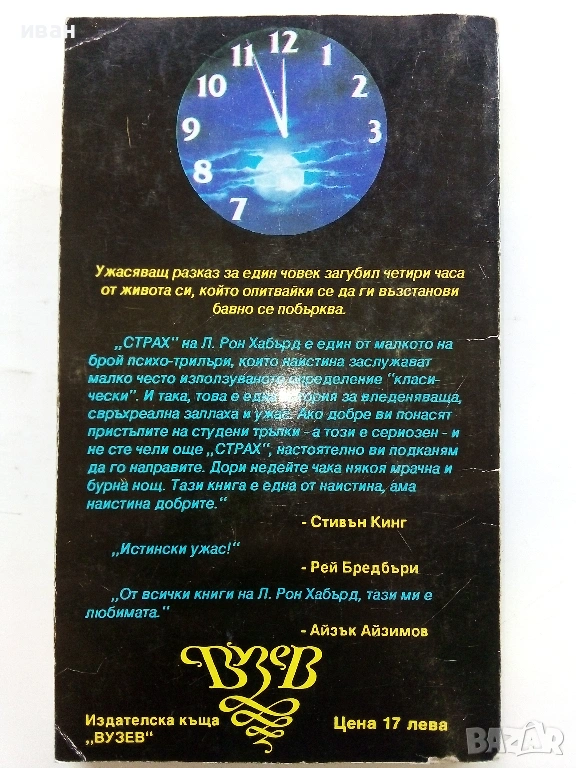 иван
11 12 1
10 2
9 3
8
7
Ужасяващ разказ за един човек загубил четири часа
от живота си, който опитвайки се да ги възстанови
бавно се побърква.
„СТРАХ" на Л. Рон Хабърд е един от малкото на
брой психо-трилъри, които наистина заслужават
малко често използуваното определение "класи-
чески". И така, това е една история за вледеняваща,
свръхреална заплаха и ужас. Ако добре ви понасят
пристъпите на студени тръпки - а този е сериозен - и
не сте чели още „СТРАХ", настоятелно ви подканям
да го направите. Дори недейте чака някоя мрачна и
бурна нощ. Тази книга е една от наистина, ама
наистина добрите."
- Стивън Кинг
„Истински ужас!"
- Рей Бредбъри
„От всички книги на Л. Рон Хабърд, тази ми е
любимата."
- Айзък Айзимов
Вузев
Издателска къща
„ВУЗЕВ"
Цена 17 лева
BAZAR